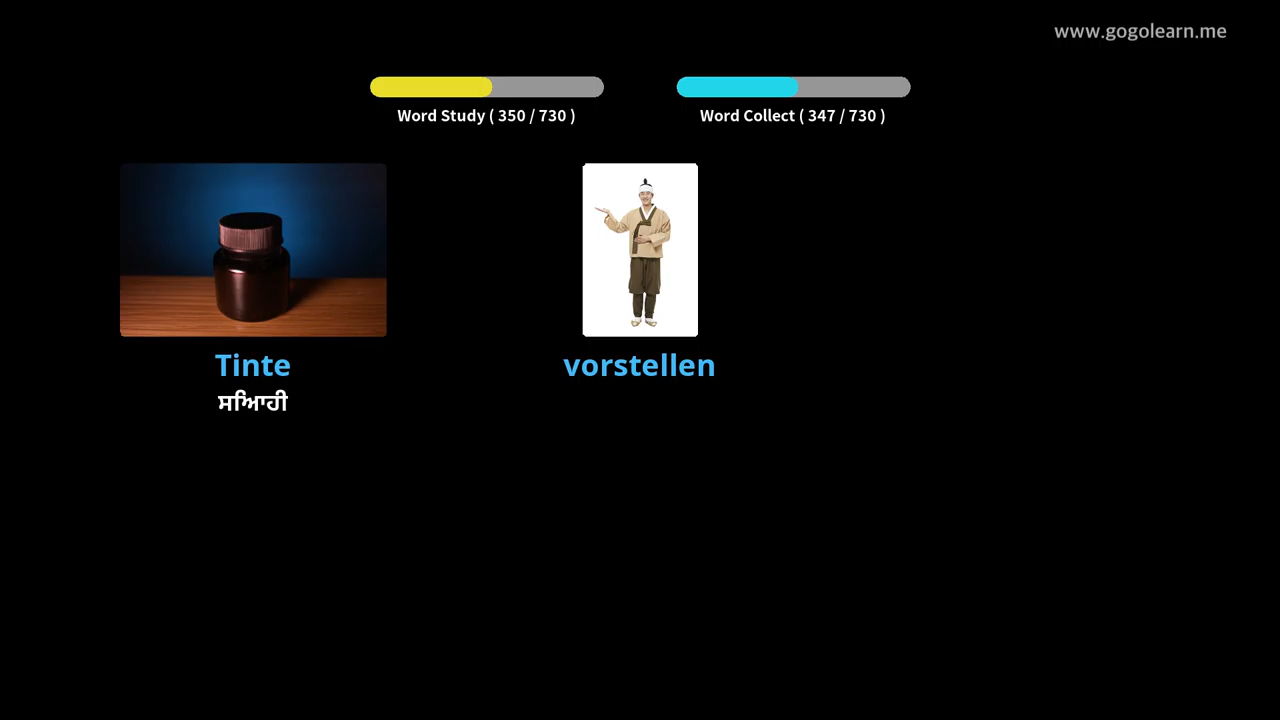 www.gogolearn.me
Word Study ( 350 / 730 )
Word Collect ( 347 / 730 )
Tinte
vorstellen
ਸਿਆਹੀ